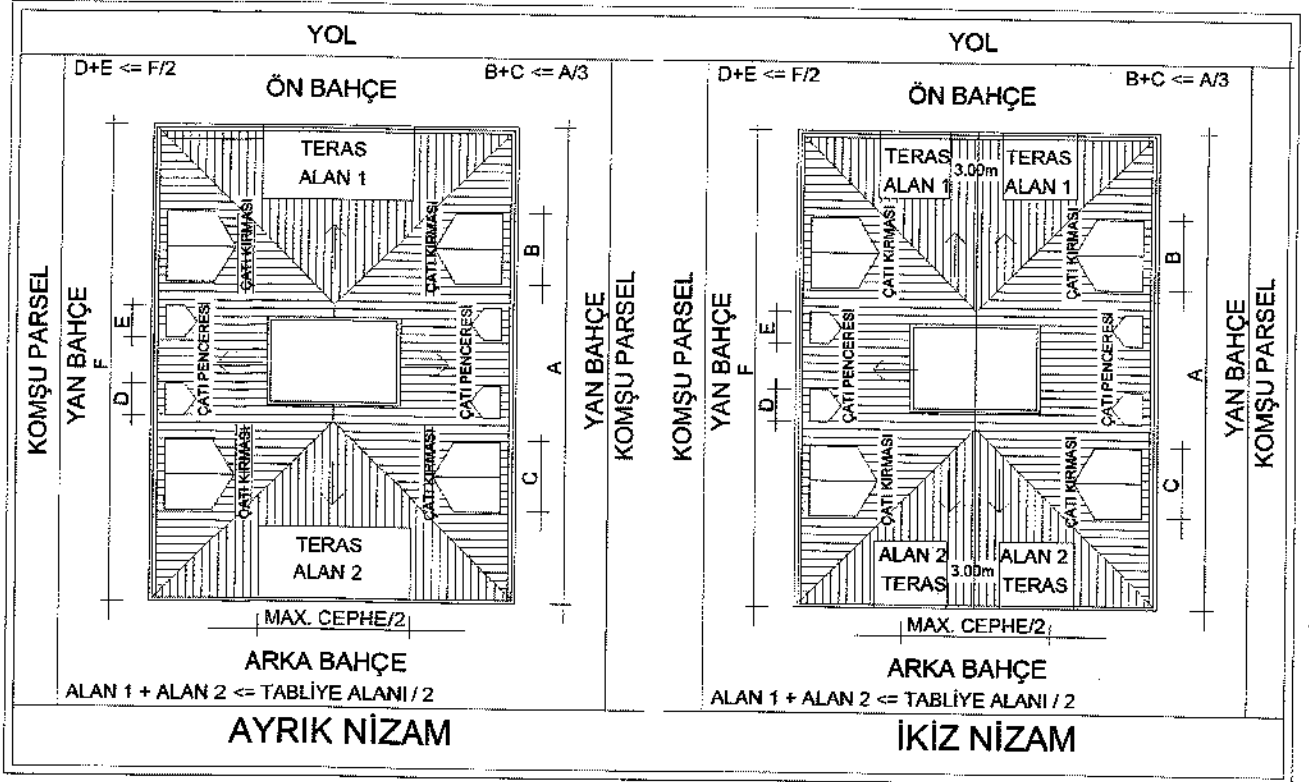 YOL
D+E <= F/2
B+C <= A/3
ÖN BAHÇE
TERAS
ALAN 1
ÇATI KIRMASI
ÇATI KIRMASI
B
KOMŞU PARSEL
YAN BAHÇE
F
E
D
ÇATI PENCERESİ
ÇATI PENCERESİ
A
YAN BAHÇE
KOMŞU PARSEL
ÇATI KIRMASI
ÇATI KIRMASI
C
TERAS
ALAN 2
MAX. CEPHE/2
ARKA BAHÇE
ALAN 1 + ALAN 2 <= TABLİYE ALANI / 2
AYRIK NİZAM
YOL
D+E <= F/2
B+C <= A/3
ÖN BAHÇE
TERAS
ALAN 1
3.00m
TERAS
ALAN 1
ÇATI KIRMASI
ÇATI KIRMASI
B
KOMŞU PARSEL
YAN BAHÇE
F
E
D
ÇATI PENCERESİ
ÇATI PENCERESİ
A
YAN BAHÇE
KOMŞU PARSEL
ÇATI KIRMASI
ÇATI KIRMASI
C
ALAN 2
TERAS
3.00m
ALAN 2
TERAS
MAX. CEPHE/2
ARKA BAHÇE
ALAN 1 + ALAN 2 <= TABLİYE ALANI / 2
İKİZ NİZAM